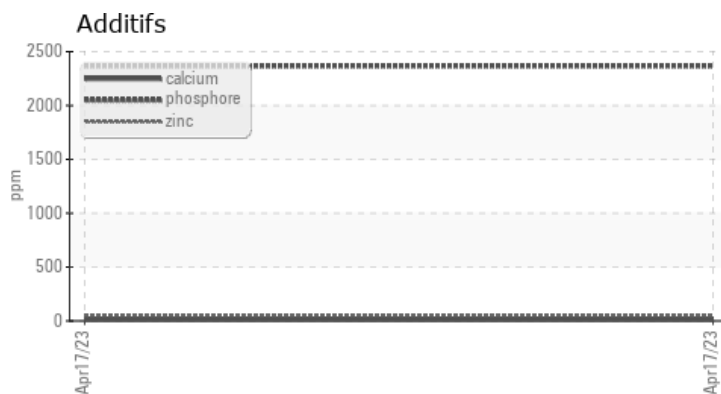 Additifs
2500
calcium
phosphore
2000
zinc
1500
ppm
1000
500
0
Apr17/23
Apr17/23